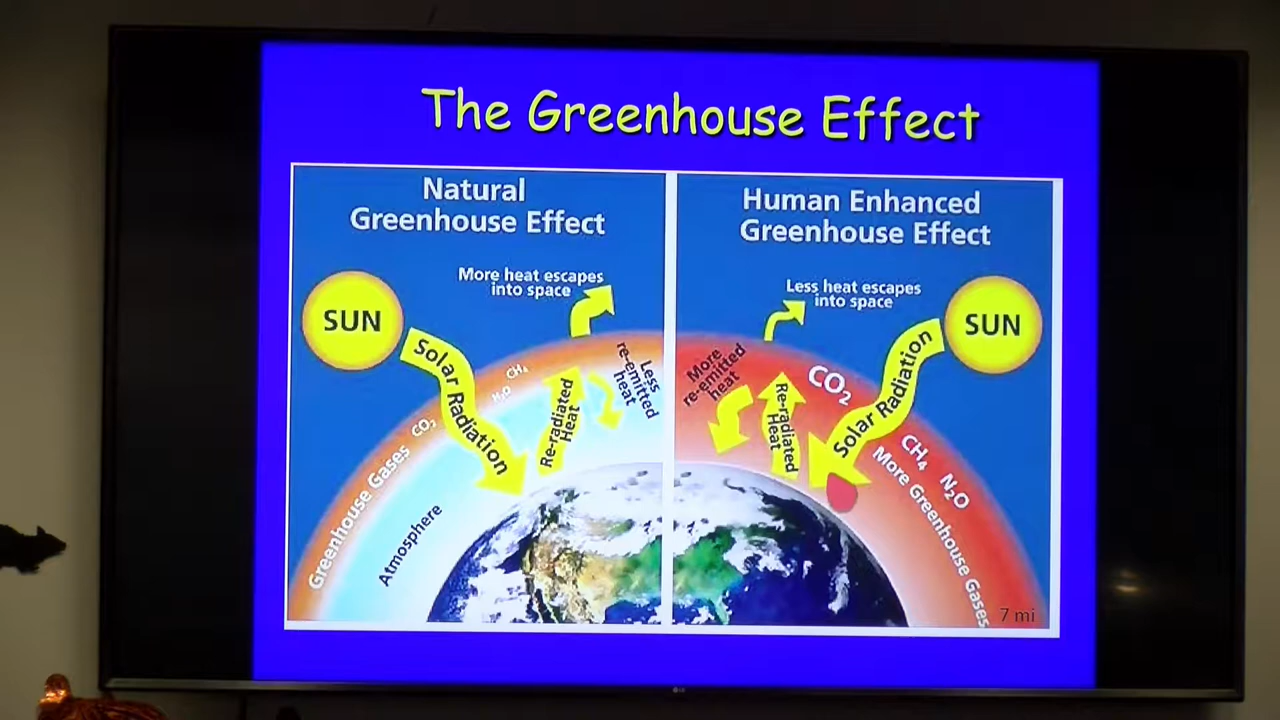 The Greenhouse Effect
Natural
Greenhouse Effect
More heat escapes
into space
SUN
Solar Radiation
CH₄
H₂O
CO₂
Less
re-emitted
heat
Re-radiated
Heat
Greenhouse Gases
Atmosphere
Human Enhanced
Greenhouse Effect
Less heat escapes
into space
SUN
More
re-emitted
heat
CO₂
Solar Radiation
Re-radiated
Heat
CH₄
N₂O
More Greenhouse Gases
7 mi
LG